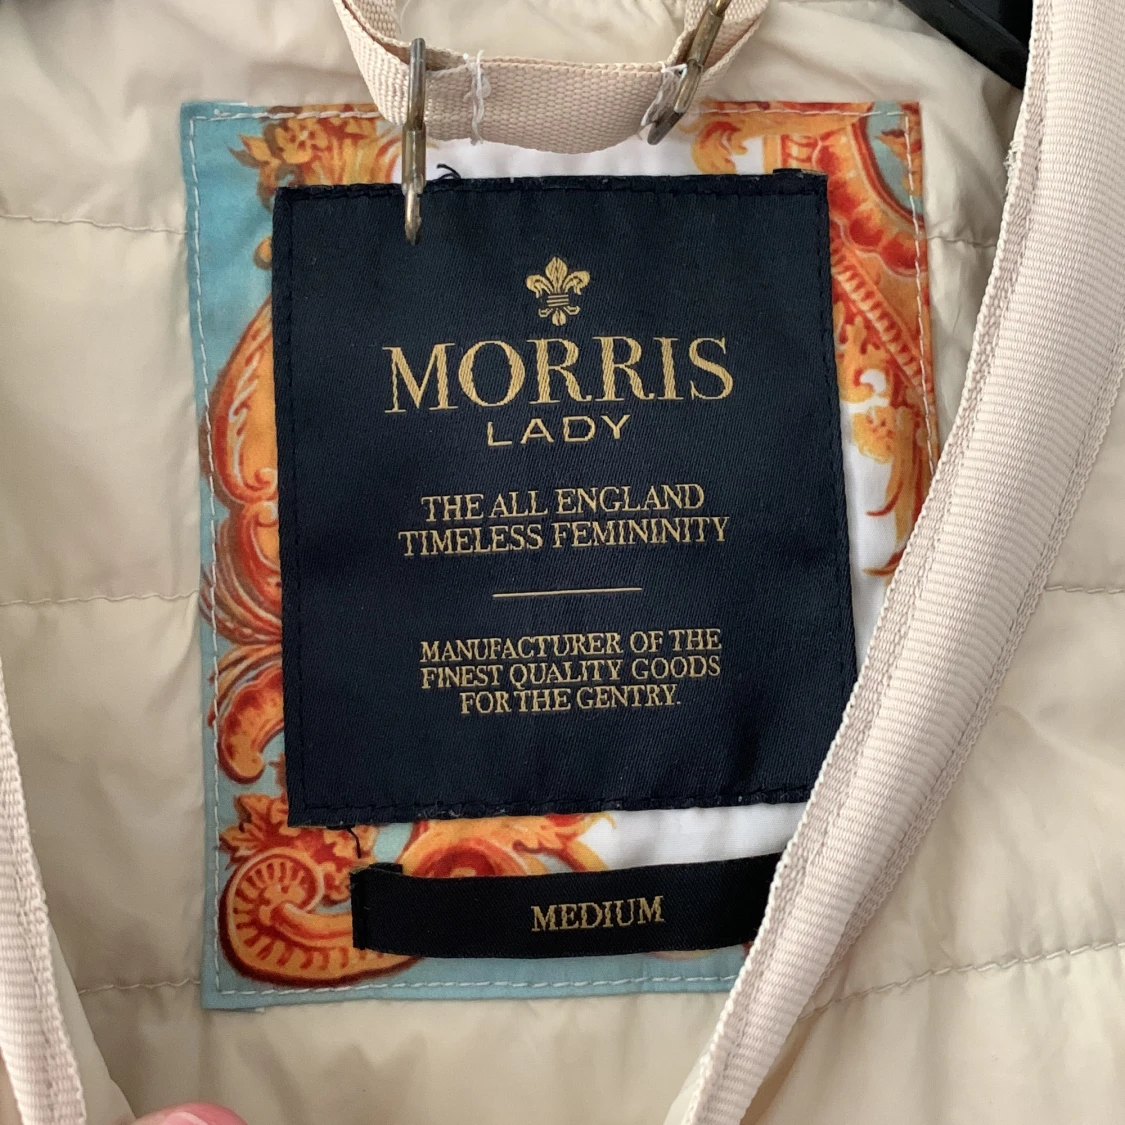 MORRIS
LADY
THE ALL ENGLAND
TIMELESS FEMININITY
MANUFACTURER OF THE
FINEST QUALITY GOODS
FOR THE GENTRY.
MEDIUM